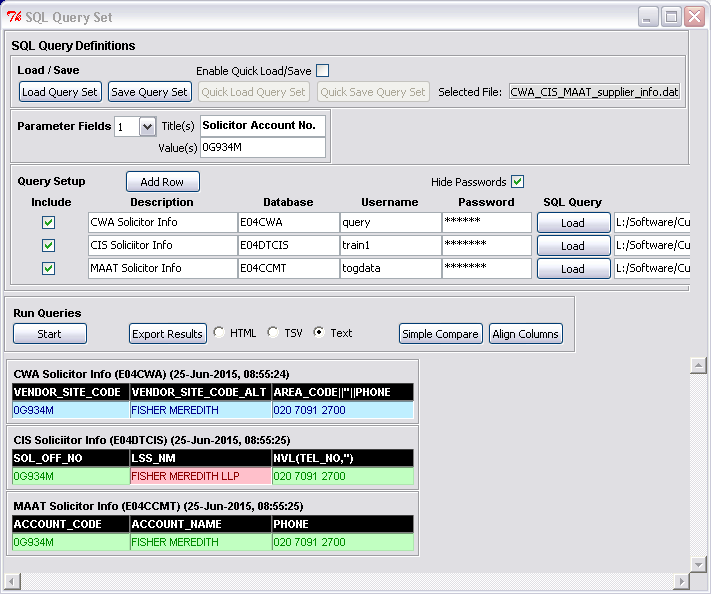 SQL Query Set
SQL Query Definitions
Load / Save
Enable Quick Load/Save
Load Query Set Save Query Set Quick Load Query Set Quick Save Query Set Selected File: CWA_CIS_MAAT_supplier_info.dat
Parameter Fields 1 Title(s) Solicitor Account No.
Value(s) 0G934M
Query Setup Add Row Hide Passwords
Include Description Database Username Password SQL Query
CWA Solicitor Info E04CWA query ****** Load L:/Software/Cu
CIS Soliciitor Info E04DTCIS train1 ******* Load L:/Software/Cu
MAAT Solicitor Info E04CCMT togdata ******* Load L:/Software/Cu
Run Queries
Start Export Results HTML TSV Text Simple Compare Align Columns
CWA Solicitor Info (E04CWA) (25-Jun-2015, 08:55:24)
VENDOR_SITE_CODE VENDOR_SITE_CODE_ALT AREA_CODE||''||PHONE
0G934M FISHER MEREDITH 020 7091 2700
CIS Soliciitor Info (E04DTCIS) (25-Jun-2015, 08:55:25)
SOL_OFF_NO LSS_NM NVL(TEL_NO,'')
0G934M FISHER MEREDITH LLP 020 7091 2700
MAAT Solicitor Info (E04CCMT) (25-Jun-2015, 08:55:25)
ACCOUNT_CODE ACCOUNT_NAME PHONE
0G934M FISHER MEREDITH 020 7091 2700